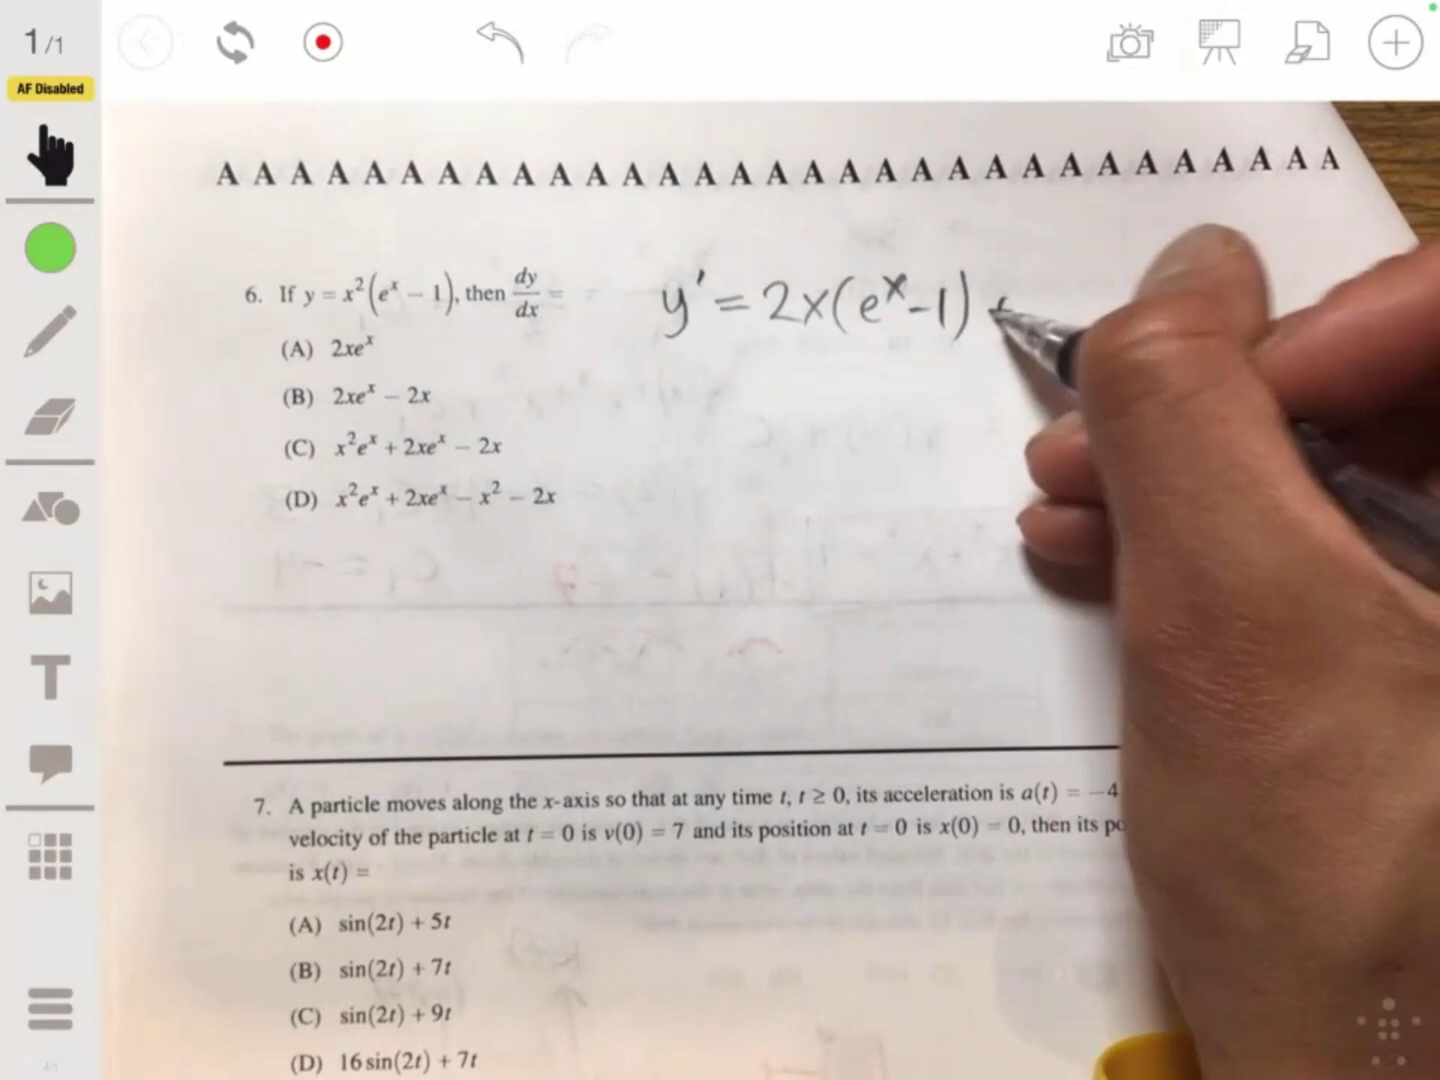 1/1
AF Disabled
A A A A A A A A A A A A A A A A A A A A A A A A A A A A A A A
6. If y = x²(eˣ − 1), then dy/dx =
y' = 2x(eˣ-1) +
(A) 2xeˣ
(B) 2xeˣ − 2x
(C) x²eˣ + 2xeˣ − 2x
(D) x²eˣ + 2xeˣ − x² − 2x
7. A particle moves along the x-axis so that at any time t, t ≥ 0, its acceleration is a(t) = −4
velocity of the particle at t = 0 is v(0) = 7 and its position at t = 0 is x(0) = 0, then its
is x(t) =
(A) sin(2t) + 5t
(B) sin(2t) + 7t
(C) sin(2t) + 9t
(D) 16 sin(2t) + 7t
T